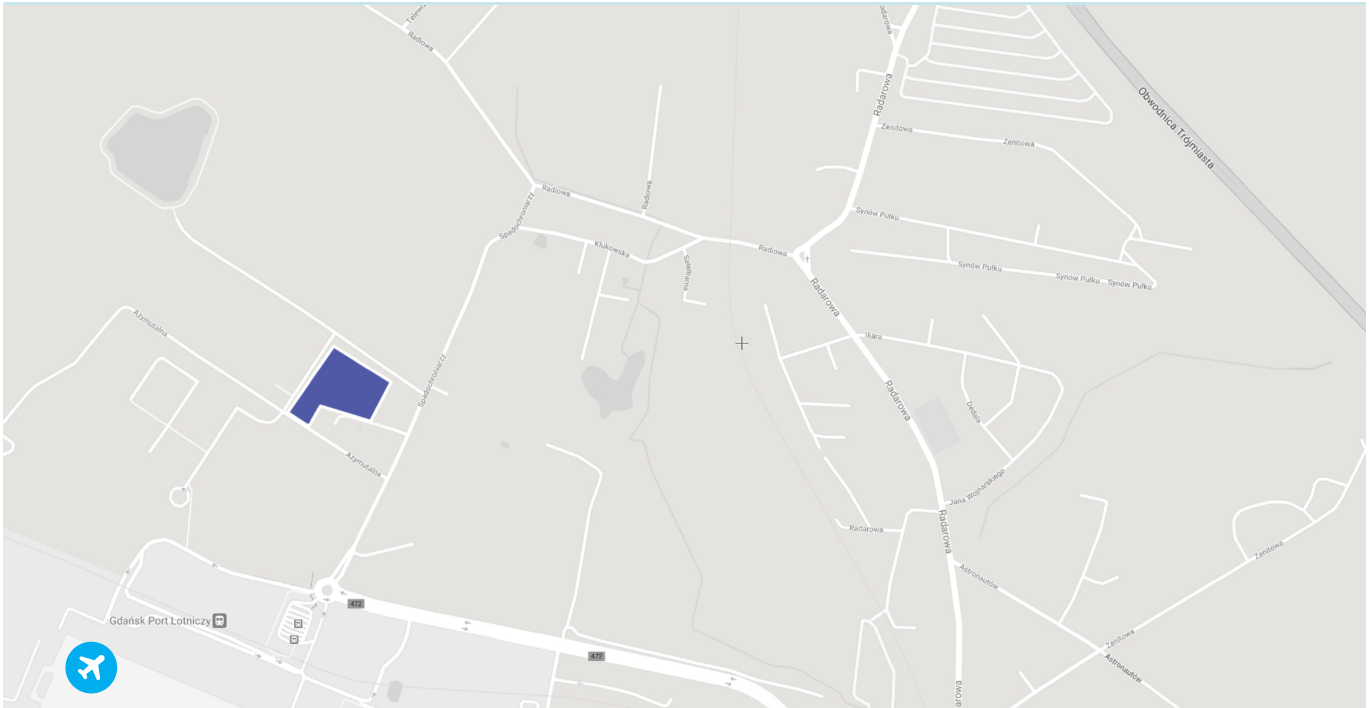 Radiowa
Radarowa
Obwodnica Trójmiasta
Zenitowa
Zenitowa
Radiowa
Radiowa
Spadochroniarzy
Synów Pułku
Klukowska
Radiowa
Satelitarna
Synów Pułku
Synów Pułku
Synów Pułku
Radarowa
Azymutalna
Ikara
Spadochroniarzy
Radarowa
Dedala
Azymutalna
Jana Wojnarskiego
Radarowa
Radarowa
Zenitowa
Astronautów
472
Gdańsk Port Lotniczy
Zenitowa
472
Astronautów